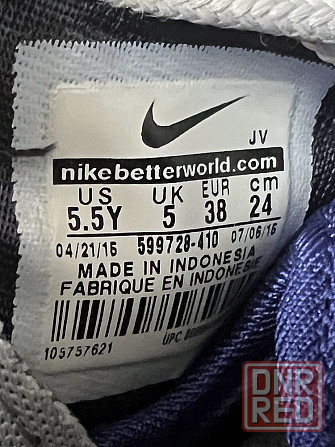 JV
nikebetterworld.com
US UK EUR cm
5.5Y 5 38 24
04/21/15 599728-410 07/06/15
MADE IN INDONESIA
FABRIQUE EN INDONESIE
UPC
105757621
DNR
RED